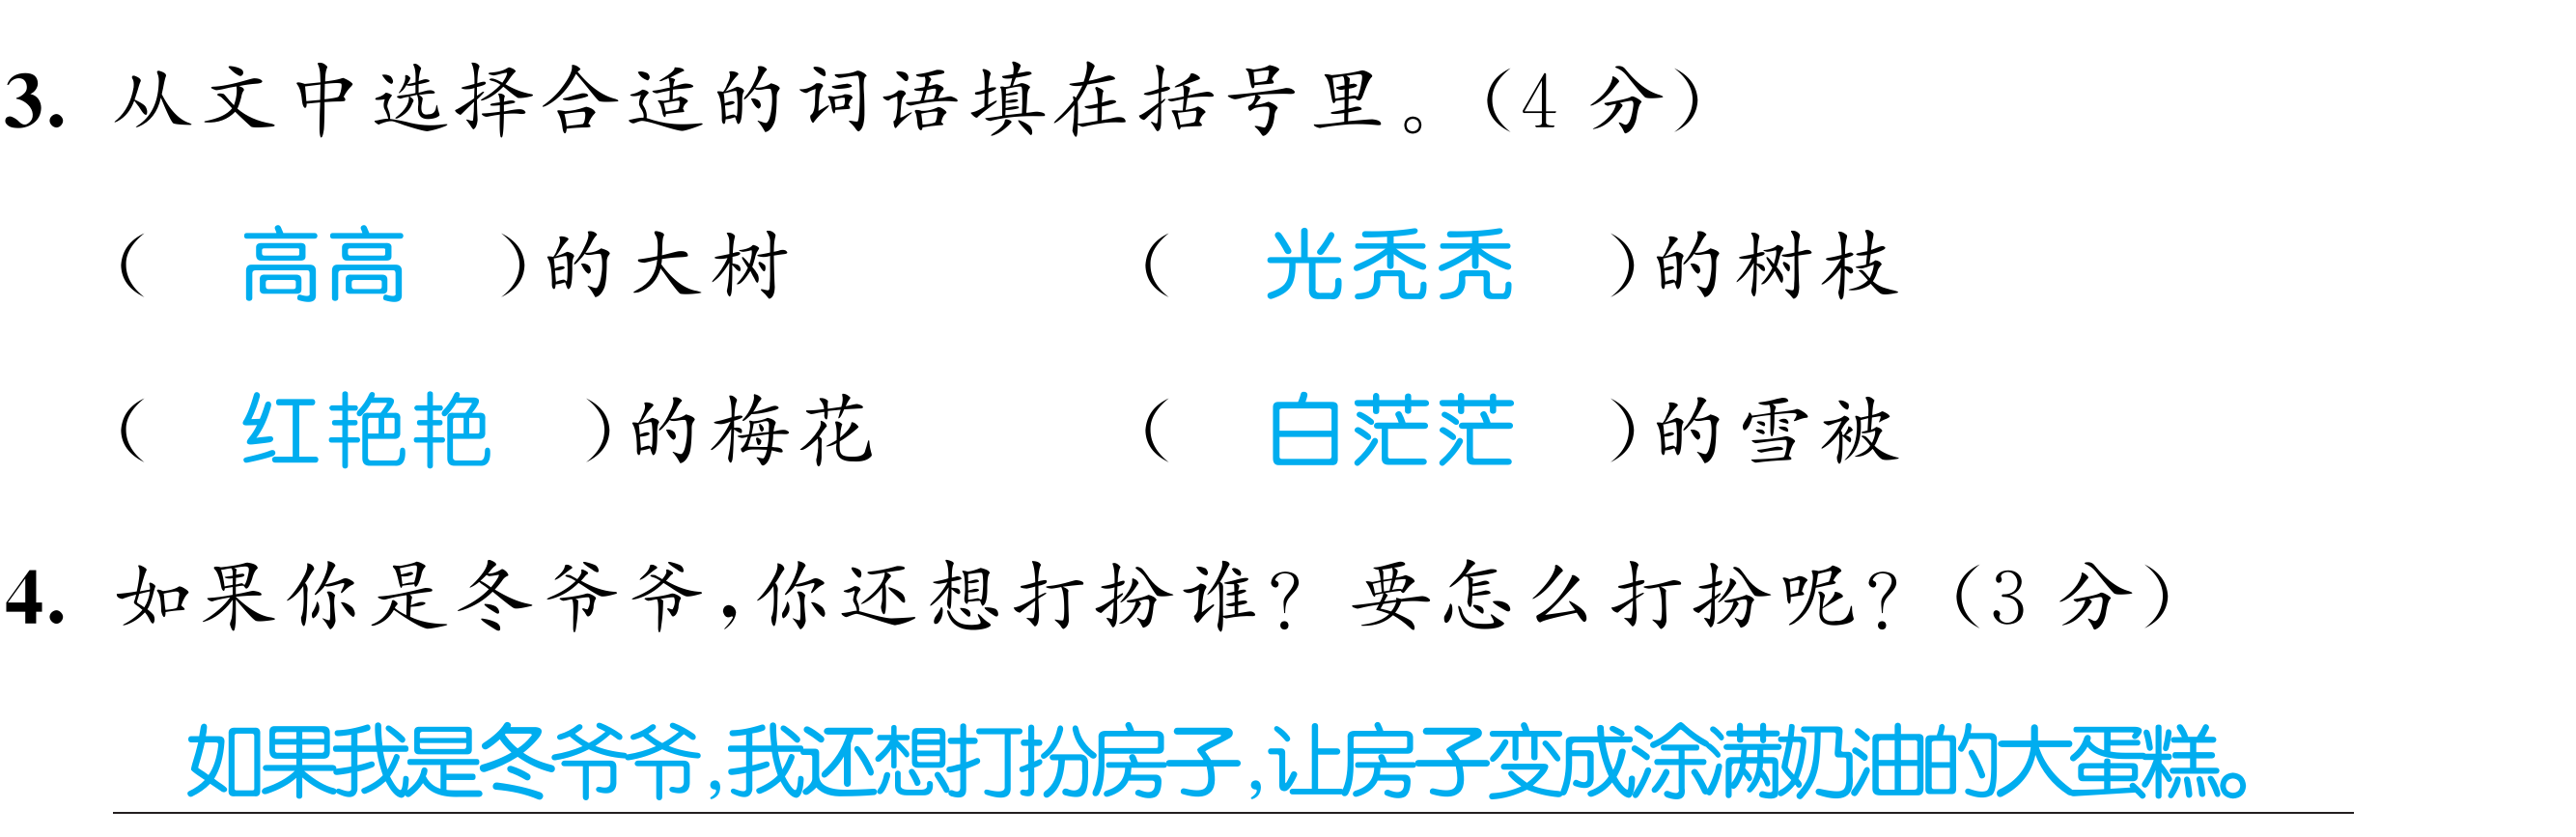 3. 从文中选择合适的词语填在括号里。(4 分)
( 高高 )的大树 ( 光秃秃 )的树枝
( 红艳艳 )的梅花 ( 白茫茫 )的雪被
4. 如果你是冬爷爷,你还想打扮谁? 要怎么打扮呢? (3 分)
如果我是冬爷爷,我还想打扮房子,让房子变成涂满奶油的大蛋糕。